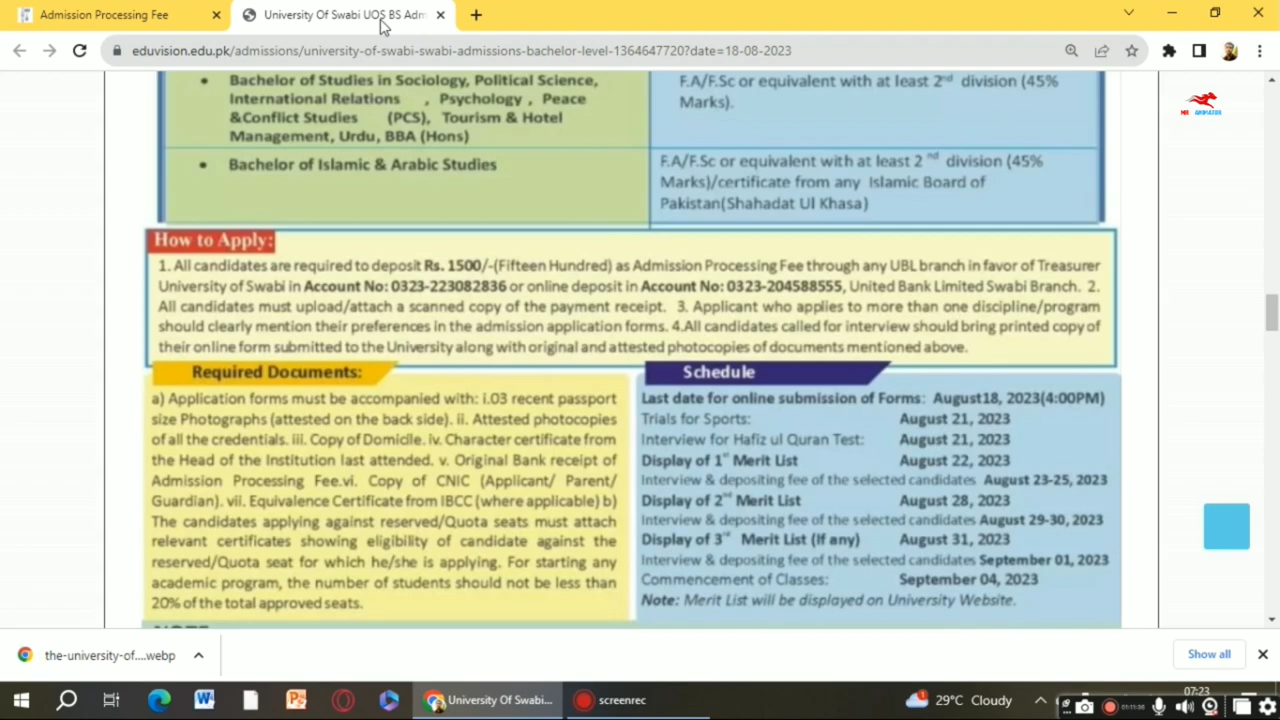 Admission Processing Fee
University Of Swabi UOS BS Adm
eduvision.edu.pk/admissions/university-of-swabi-swabi-admissions-bachelor-level-1364647720?date=18-08-2023
Bachelor of Studies in Sociology, Political Science,
International Relations , Psychology , Peace
&Conflict Studies (PCS), Tourism & Hotel
Management, Urdu, BBA (Hons)
F.A/F.Sc or equivalent with at least 2nd division (45%
Marks).
Bachelor of Islamic & Arabic Studies
F.A/F.Sc or equivalent with at least 2 nd division (45%
Marks)/certificate from any Islamic Board of
Pakistan(Shahadat Ul Khasa)
MR ANIMATER
How to Apply:
1. All candidates are required to deposit Rs. 1500/-(Fifteen Hundred) as Admission Processing Fee through any UBL branch in favor of Treasurer
University of Swabi in Account No: 0323-223082836 or online deposit in Account No: 0323-204588555, United Bank Limited Swabi Branch. 2.
All candidates must upload/attach a scanned copy of the payment receipt. 3. Applicant who applies to more than one discipline/program
should clearly mention their preferences in the admission application forms. 4.All candidates called for interview should bring printed copy of
their online form submitted to the University along with original and attested photocopies of documents mentioned above.
Required Documents:
a) Application forms must be accompanied with: i.03 recent passport
size Photographs (attested on the back side). ii. Attested photocopies
of all the credentials. iii. Copy of Domicile. iv. Character certificate from
the Head of the Institution last attended. v. Original Bank receipt of
Admission Processing Fee.vi. Copy of CNIC (Applicant/ Parent/
Guardian). vii. Equivalence Certificate from IBCC (where applicable) b)
The candidates applying against reserved/Quota seats must attach
relevant certificates showing eligibility of candidate against the
reserved/Quota seat for which he/she is applying. For starting any
academic program, the number of students should not be less than
20% of the total approved seats.
Schedule
Last date for online submission of Forms: August18, 2023(4:00PM)
Trials for Sports: August 21, 2023
Interview for Hafiz ul Quran Test: August 21, 2023
Display of 1st Merit List August 22, 2023
Interview & depositing fee of the selected candidates August 23-25, 2023
Display of 2nd Merit List August 28, 2023
Interview & depositing fee of the selected candidates August 29-30, 2023
Display of 3rd Merit List (If any) August 31, 2023
Interview & depositing fee of the selected candidates September 01, 2023
Commencement of Classes: September 04, 2023
Note: Merit List will be displayed on University Website.
the-university-of....webp
Show all
University Of Swabi...
screenrec
29°C Cloudy
07:23